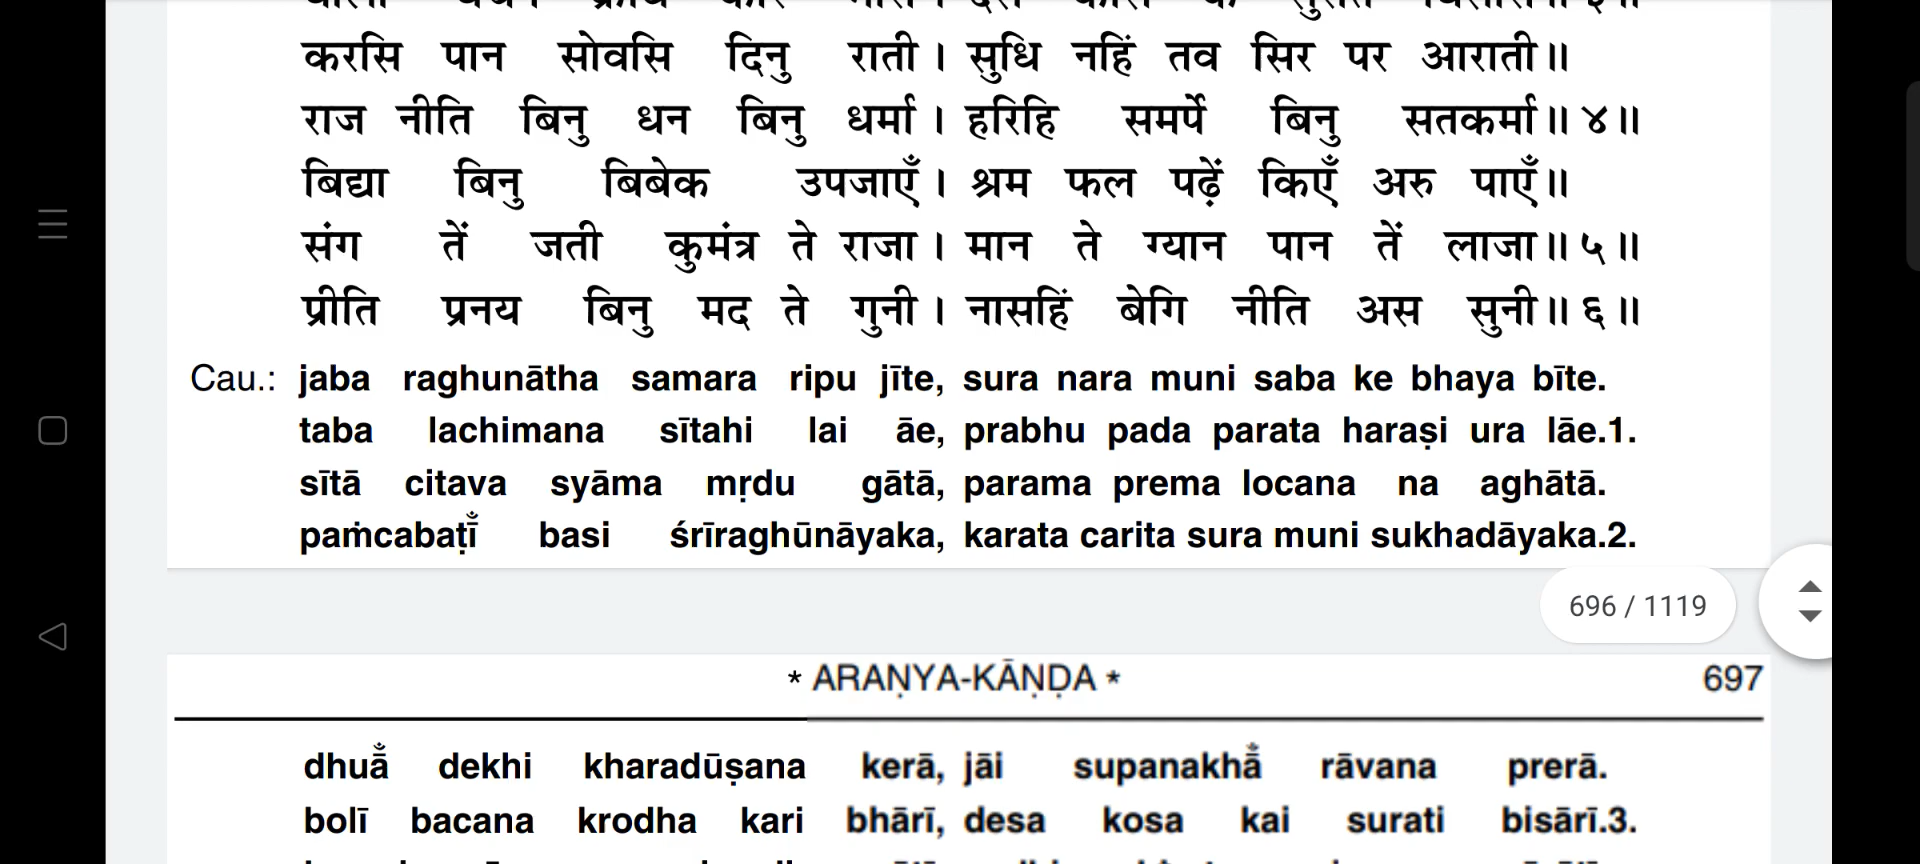 करसि पान सोवसि दिनु राती। सुधि नहिं तव सिर पर आराती॥
राज नीति बिनु धन बिनु धर्मा। हरिहि समर्पे बिनु सतकर्मा॥ ४॥
बिद्या बिनु बिबेक उपजाएँ। श्रम फल पढ़ें किएँ अरु पाएँ॥
संग तें जती कुमंत्र ते राजा। मान ते ग्यान पान तें लाजा॥ ५॥
प्रीति प्रनय बिनु मद ते गुनी। नासहिं बेगि नीति अस सुनी॥ ६॥
Cau.: jaba raghunātha samara ripu jīte, sura nara muni saba ke bhaya bīte.
taba lachimana sītahi lai āe, prabhu pada parata haraṣi ura lāe.1.
sītā citava syāma mṛdu gātā, parama prema locana na aghātā.
paṁcabaṭī̐ basi śrīraghūnāyaka, karata carita sura muni sukhadāyaka.2.
696 / 1119
* ARAṆYA-KĀṆḌA * 697
dhuā̐ dekhi kharadūṣana kerā, jāi supanakhā̐ rāvana prerā.
bolī bacana krodha kari bhārī, desa kosa kai surati bisārī.3.